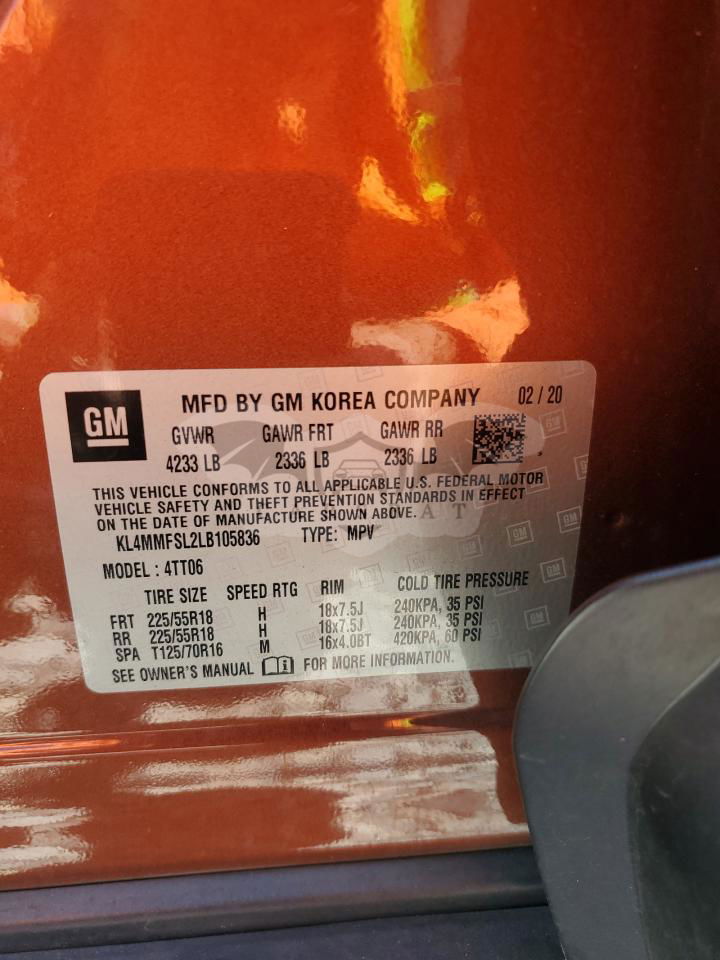 GM MFD BY GM KOREA COMPANY 02 / 20
GVWR GAWR FRT GAWR RR
4233 LB 2336 LB 2336 LB
THIS VEHICLE CONFORMS TO ALL APPLICABLE U.S. FEDERAL MOTOR
VEHICLE SAFETY AND THEFT PREVENTION STANDARDS IN EFFECT
ON THE DATE OF MANUFACTURE SHOWN ABOVE.
KL4MMFSL2LB105836 TYPE: MPV
MODEL : 4TT06
TIRE SIZE SPEED RTG RIM COLD TIRE PRESSURE
FRT 225/55R18 H 18x7.5J 240KPA, 35 PSI
RR 225/55R18 H 18x7.5J 240KPA, 35 PSI
SPA T125/70R16 M 16x4.0BT 420KPA, 60 PSI
SEE OWNER'S MANUAL FOR MORE INFORMATION.